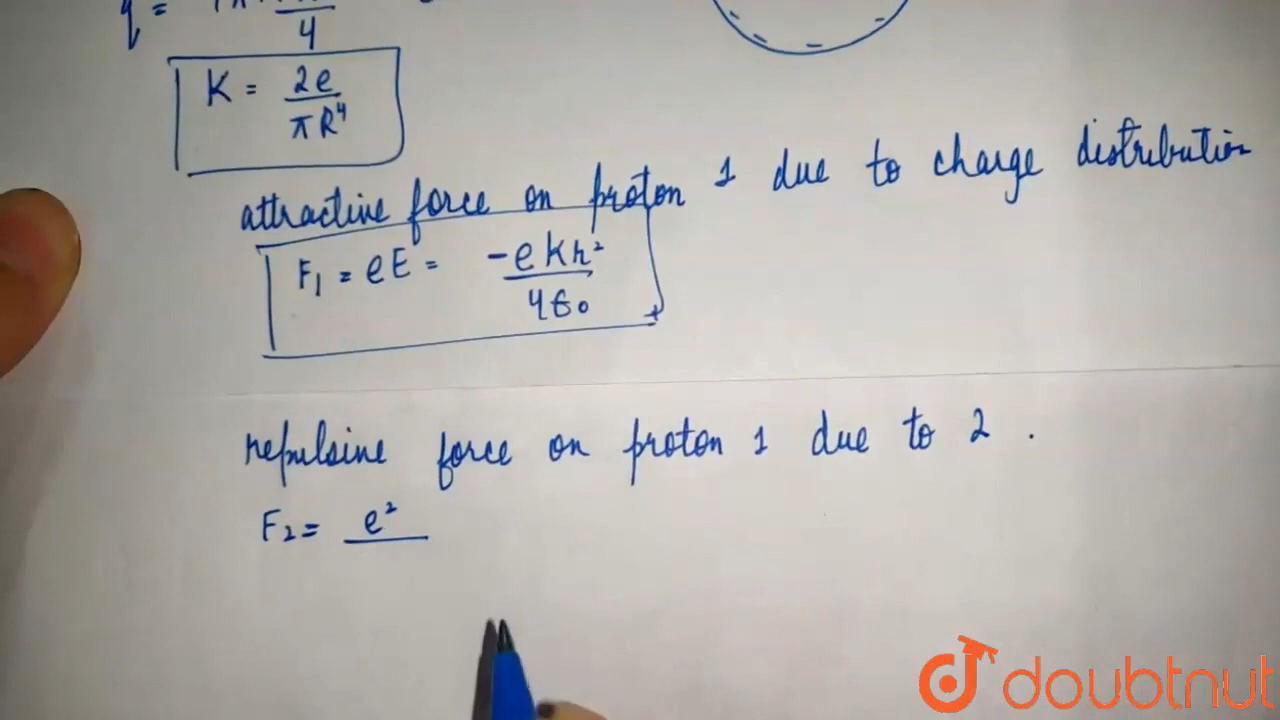 q =
4
K = 2e
πR⁴
attractive force on proton 1 due to charge distribution
F₁ = eE = -eKr²
4ε₀
repulsive force on proton 1 due to 2 .
F₂ = e²
doubtnut